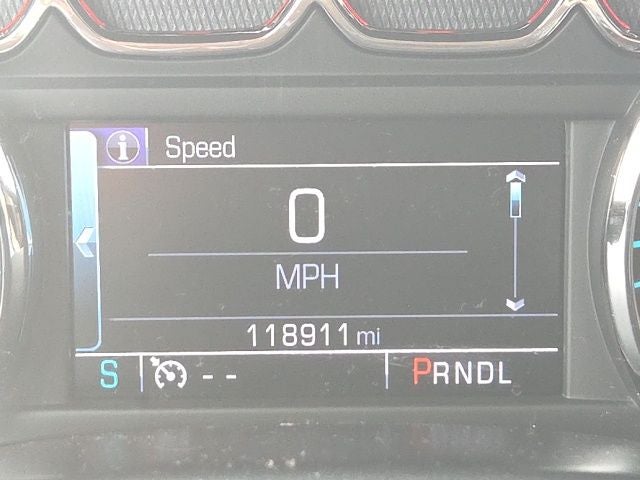 Speed
0
MPH
118911 mi
S -- PRNDL